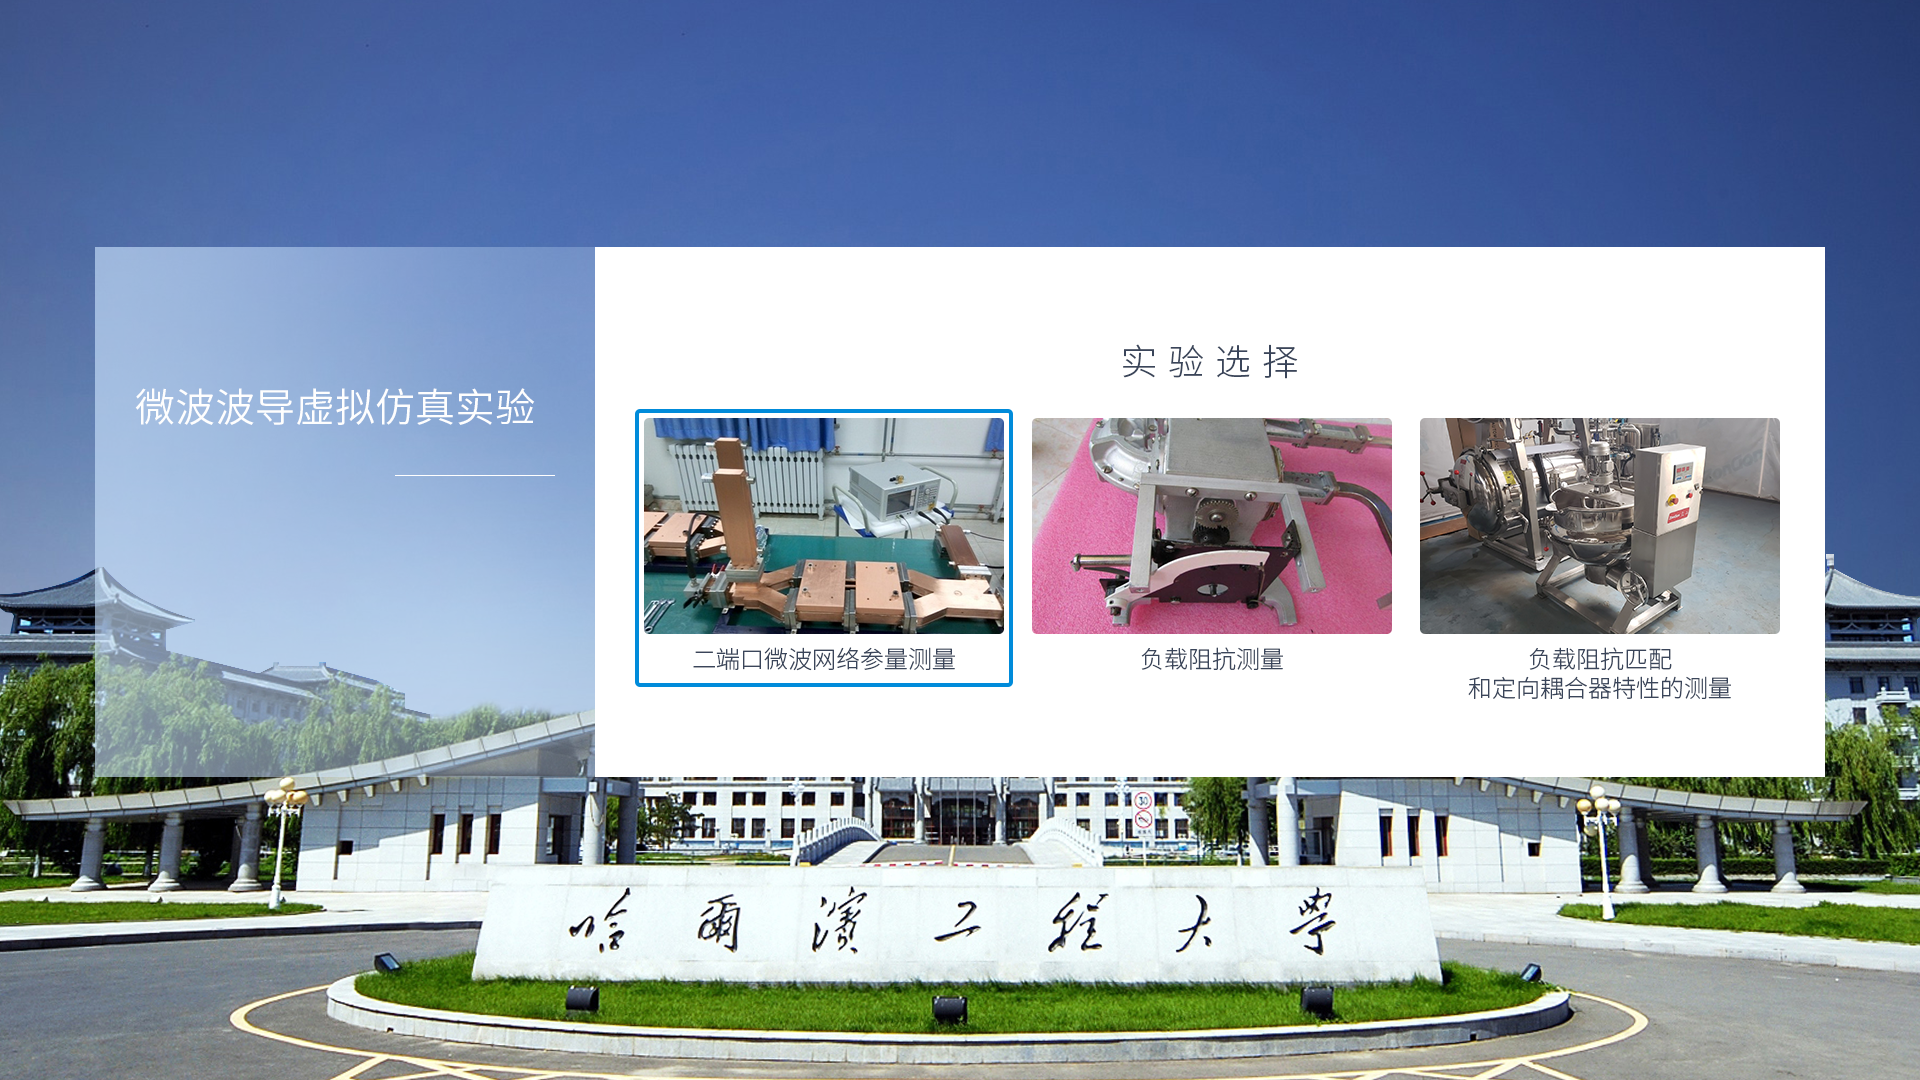 微波波导虚拟仿真实验
实验选择
二端口微波网络参量测量
负载阻抗测量
负载阻抗匹配
和定向耦合器特性的测量
30
哈爾濱工程大學